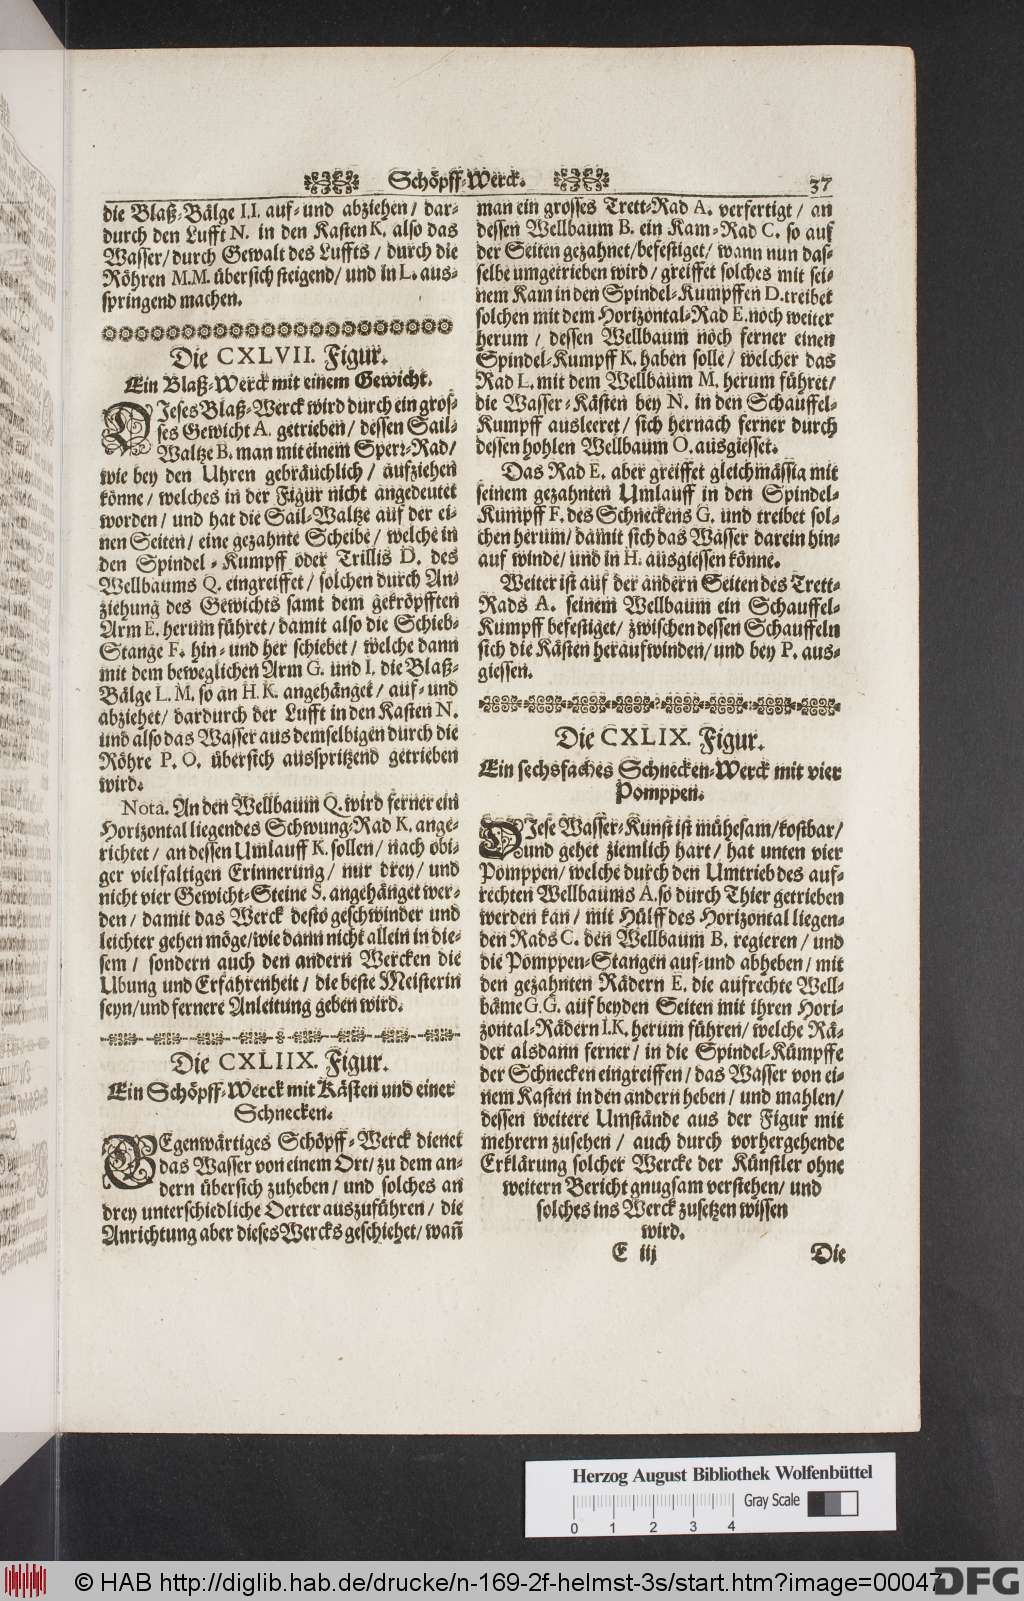 Schöpff-Werck.
37
die Blaß-Bälge I.I. auf- und abziehen / dar-
durch den Lufft N. in den Kasten K. also das
Wasser / durch Gewalt des Luffts / durch die
Röhren M.M. übersich steigend / und in L. aus-
springend machen.
Die CXLVII. Figur.
Ein Blaß-Werck mit einem Gewicht.
DIeses Blaß-Werck wird durch ein gros-
ses Gewicht A. getrieben / dessen Sail-
Waltze B. man mit einem Sperr-Rad /
wie bey den Uhren gebräuchlich / aufziehen
könne / welches in der Figur nicht angedeutet
worden / und hat die Sail-Waltze auf der ei-
nen Seiten / eine gezahnte Scheibe / welche in
den Spindel-Kumpff oder Trillis D. des
Wellbaums Q. eingreiffet / solchen durch An-
ziehung des Gewichts samt dem gekröpfften
Arm E. herum führet / damit also die Schieb-
Stange F. hin- und her schiebet / welche dann
mit dem beweglichen Arm G. und I. die Blaß-
Bälge L. M. so an H. K. angehänget / auf- und
abziehet / dardurch der Lufft in den Kasten N.
und also das Wasser aus demselbigen durch die
Röhre P. O. übersich ausspritzend getrieben
wird.
Nota. An den Wellbaum Q. wird ferner ein
Horizontal liegendes Schwung-Rad K. ange-
richtet / an dessen Umlauff K. sollen / nach obi-
ger vielfaltigen Erinnerung / nur drey / und
nicht vier Gewicht-Steine S. angehänget wer-
den / damit das Werck desto geschwinder und
leichter gehen möge / wie dann nicht allein in die-
sem / sondern auch den andern Wercken die
Ubung und Erfahrenheit / die beste Meisterin
seyn / und fernere Anleitung geben wird.
Die CXLIIX. Figur.
Ein Schöpff-Werck mit Kästen und einer
Schnecken.
GEgenwärtiges Schöpff-Werck dienet
das Wasser von einem Ort / zu dem an-
dern übersich zuheben / und solches an
drey unterschiedliche Oerter auszuführen / die
Anrichtung aber dieses Wercks geschiehet / wañ
man ein grosses Trett-Rad A. verfertigt / an
dessen Wellbaum B. ein Kam-Rad C. so auf
der Seiten gezahnet / befestiget / wann nun das-
selbe umgetrieben wird / greiffet solches mit sei-
nem Kam in den Spindel-Kumpffen D. treibet
solchen mit dem Horizontal-Rad E. noch weiter
herum / dessen Wellbaum noch ferner einen
Spindel-Kumpff K. haben solle / welcher das
Rad L. mit dem Wellbaum M. herum führet /
die Wasser-Kästen bey N. in den Schauffel-
Kumpff ausleeret / sich hernach ferner durch
dessen hohlen Wellbaum O. ausgiesset.
Das Rad E. aber greiffet gleichmässig mit
seinem gezahnten Umlauff in den Spindel-
Kumpff F. des Schneckens G. und treibet sol-
chen herum / damit sich das Wasser darein hin-
auf winde / und in H. ausgiessen könne.
Weiter ist auf der andern Seiten des Trett-
Rads A. seinem Wellbaum ein Schauffel-
Kumpff befestiget / zwischen dessen Schauffeln
sich die Kästen heraufwinden / und bey P. aus-
giessen.
Die CXLIX. Figur.
Ein sechsfaches Schnecken-Werck mit vier
Pomppen.
DIese Wasser-Kunst ist mühesam / kostbar /
und gehet ziemlich hart / hat unten vier
Pomppen / welche durch den Umtrieb des auf-
rechten Wellbaums A. so durch Thier getrieben
werden kan / mit Hülff des Horizontal liegen-
den Rads C. den Wellbaum B. regieren / und
die Pomppen-Stangen auf- und abheben / mit
den gezahnten Rädern E. die aufrechte Well-
bäme G.G. auf beyden Seiten mit ihren Hori-
zontal-Rädern I.K. herum führen / welche Rä-
der alsdann ferner / in die Spindel-Kümpffe
der Schnecken eingreiffen / das Wasser von ei-
nem Kasten in den andern heben / und mahlen /
dessen weitere Umstände aus der Figur mit
mehrern zusehen / auch durch vorhergehende
Erklärung solcher Wercke der Künstler ohne
weitern Bericht gnugsam verstehen / und
solches ins Werck zusetzen wissen
wird.
E iij
Die
Herzog August Bibliothek Wolfenbüttel
Gray Scale
0 1 2 3 4
© HAB http://diglib.hab.de/drucke/n-169-2f-helmst-3s/start.htm?image=00047
DFG